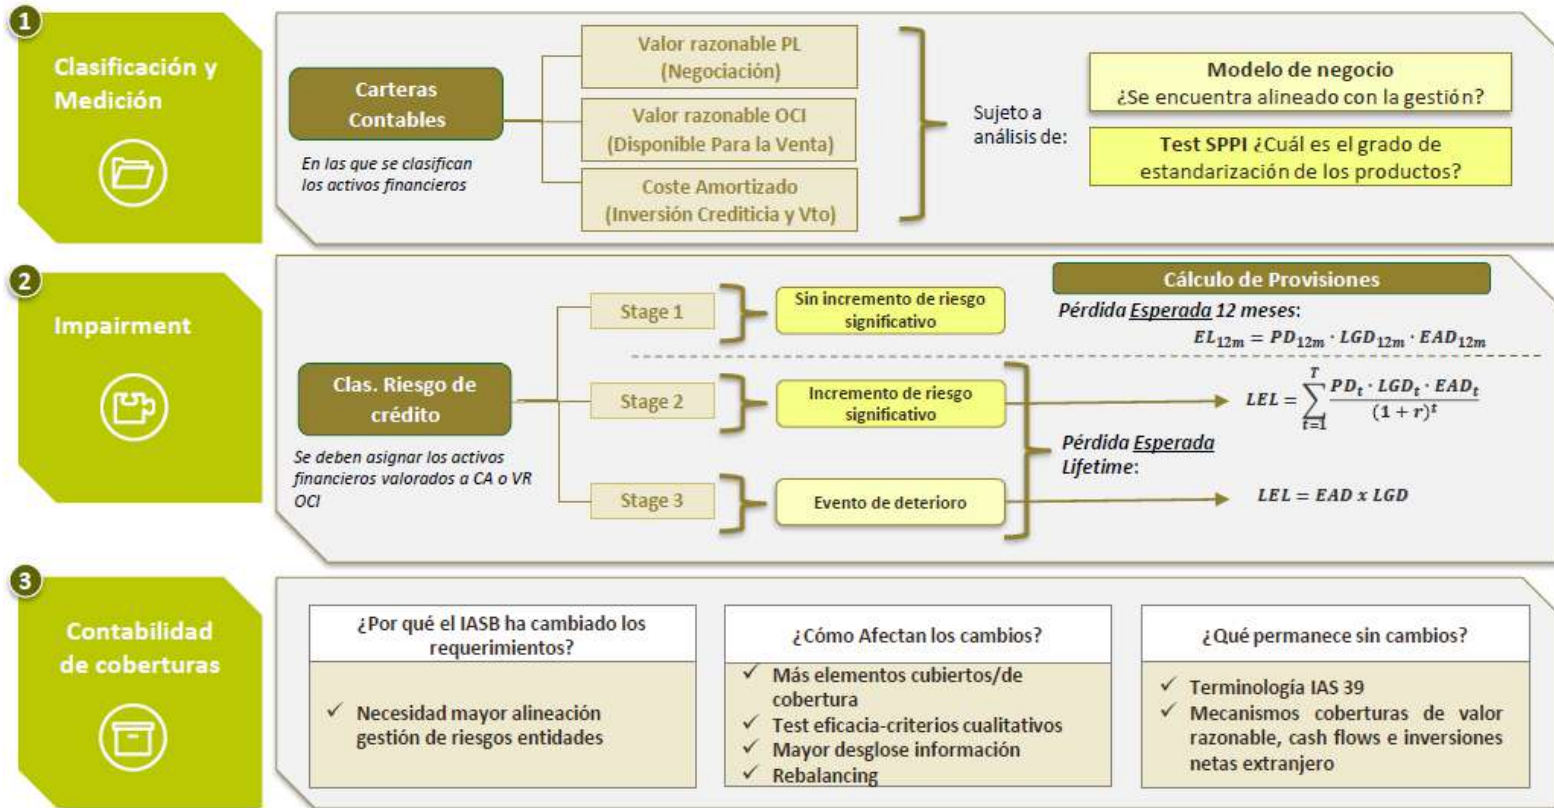 1
Clasificación y
Medición
Carteras
Contables
En las que se clasifican
los activos financieros
Valor razonable PL
(Negociación)
Valor razonable OCI
(Disponible Para la Venta)
Coste Amortizado
(Inversión Crediticia y Vto)
Sujeto a
análisis de:
Modelo de negocio
¿Se encuentra alineado con la gestión?
Test SPPI ¿Cuál es el grado de
estandarización de los productos?
2
Impairment
Clas. Riesgo de
crédito
Se deben asignar los activos
financieros valorados a CA o VR
OCI
Stage 1
Sin incremento de riesgo
significativo
Stage 2
Incremento de riesgo
significativo
Stage 3
Evento de deterioro
Cálculo de Provisiones
Pérdida Esperada 12 meses:
EL₁₂ₘ = PD₁₂ₘ · LGD₁₂ₘ · EAD₁₂ₘ
LEL = ∑_{t=1}^{T} \frac{PD_t · LGD_t · EAD_t}{(1 + r)^t}
Pérdida Esperada
Lifetime:
LEL = EAD x LGD
3
Contabilidad
de coberturas
¿Por qué el IASB ha cambiado los
requerimientos?
✓ Necesidad mayor alineación
gestión de riesgos entidades
¿Cómo Afectan los cambios?
✓ Más elementos cubiertos/de
cobertura
✓ Test eficacia-criterios cualitativos
✓ Mayor desglose información
✓ Rebalancing
¿Qué permanece sin cambios?
✓ Terminología IAS 39
✓ Mecanismos coberturas de valor
razonable, cash flows e inversiones
netas extranjero